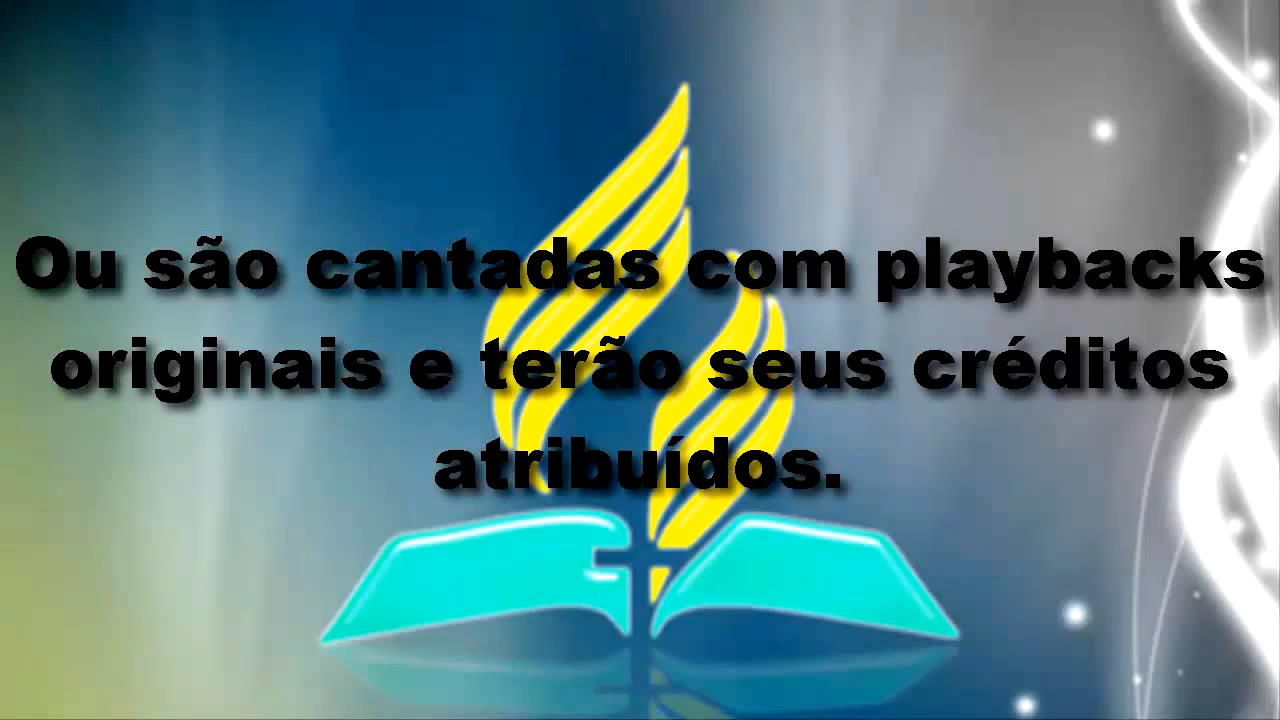 Ou são cantadas com playbacks
originais e terão seus créditos
atribuídos.